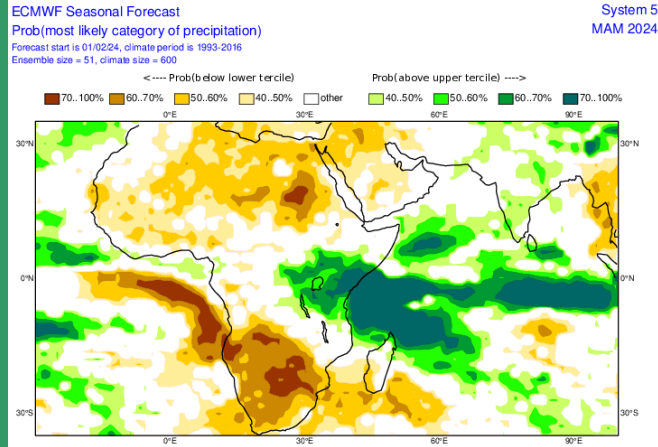 ECMWF Seasonal Forecast
System 5
Prob(most likely category of precipitation)
MAM 2024
Forecast start is 01/02/24, climate period is 1993-2016
Ensemble size = 51, climate size = 600
<---- Prob(below lower tercile)
Prob(above upper tercile) ---->
70..100% 60..70% 50..60% 40..50% other 40..50% 50..60% 60..70% 70..100%
0°E 30°E 60°E 90°E
30°N 30°N
0°N 0°N
30°S 30°S
0°E 30°E 60°E 90°E